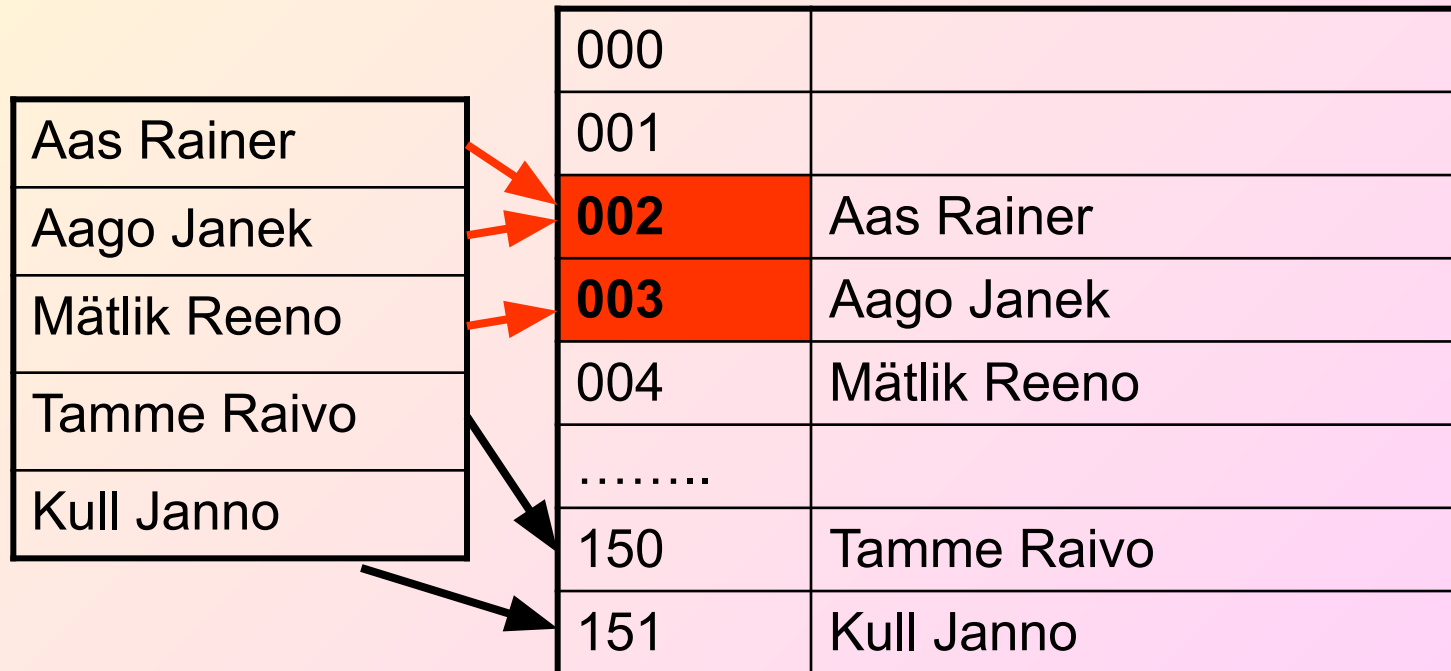 Aas Rainer
Aago Janek
Mätlik Reeno
Tamme Raivo
Kull Janno
000
001
002 Aas Rainer
003 Aago Janek
004 Mätlik Reeno
……..
150 Tamme Raivo
151 Kull Janno